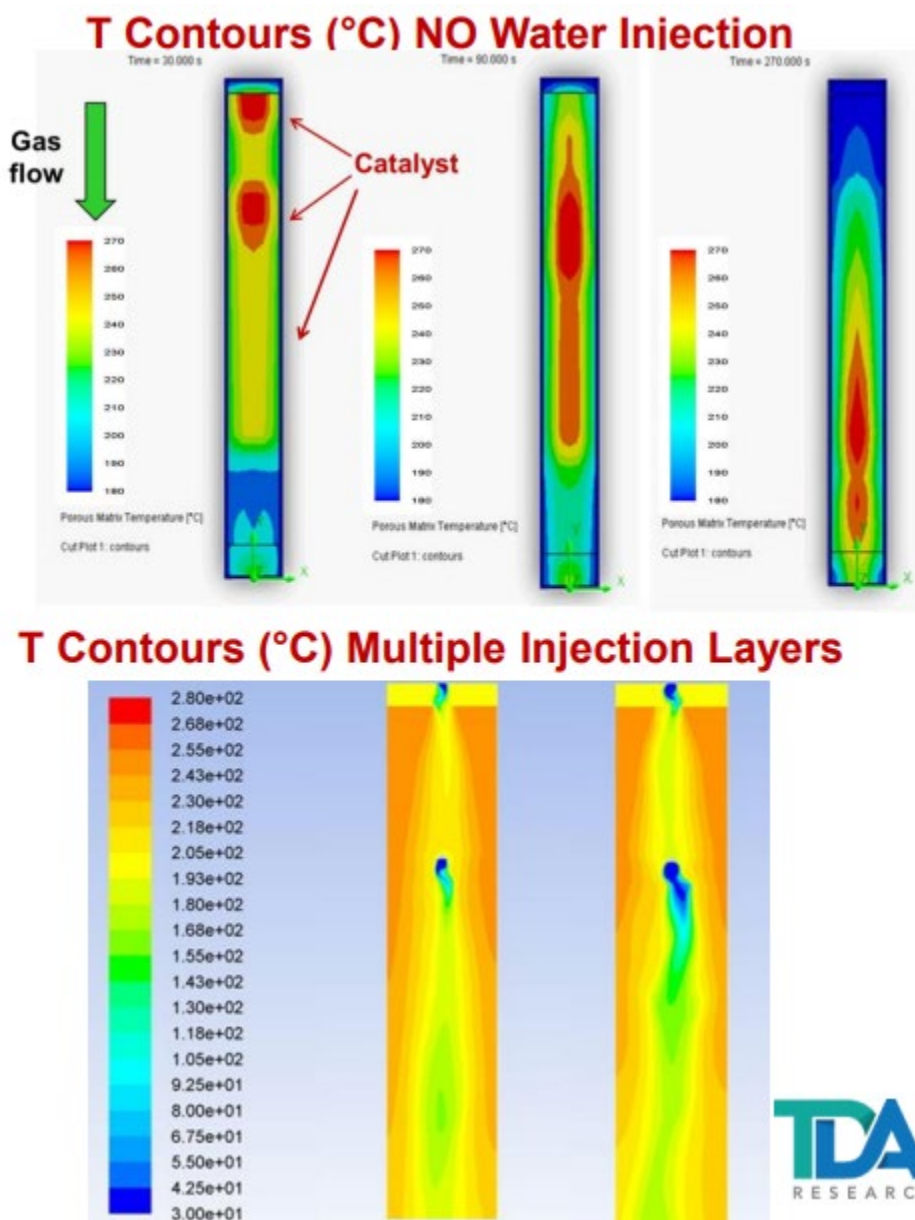 T Contours (°C) NO Water Injection
Time = 30.000 s
90.000 s
Time = 270.000 s
Gas
flow
Catalyst
270
260
250
240
230
220
210
200
190
180
Porous Matrix Temperature [°C]
Cut Plot 1: contours
X
270
260
250
240
230
220
210
200
190
180
Porous Matrix Temperature [°C]
Cut Plot 1: contours
Y
X
270
260
250
240
230
220
210
200
190
180
Porous Matrix Temperature [°C]
Cut Plot 1: contours
Y
X
T Contours (°C) Multiple Injection Layers
2.80e+02
2.68e+02
2.55e+02
2.43e+02
2.30e+02
2.18e+02
2.05e+02
1.93e+02
1.80e+02
1.68e+02
1.55e+02
1.43e+02
1.30e+02
1.18e+02
1.05e+02
9.25e+01
8.00e+01
6.75e+01
5.50e+01
4.25e+01
3.00e+01
TDA
RESEARC